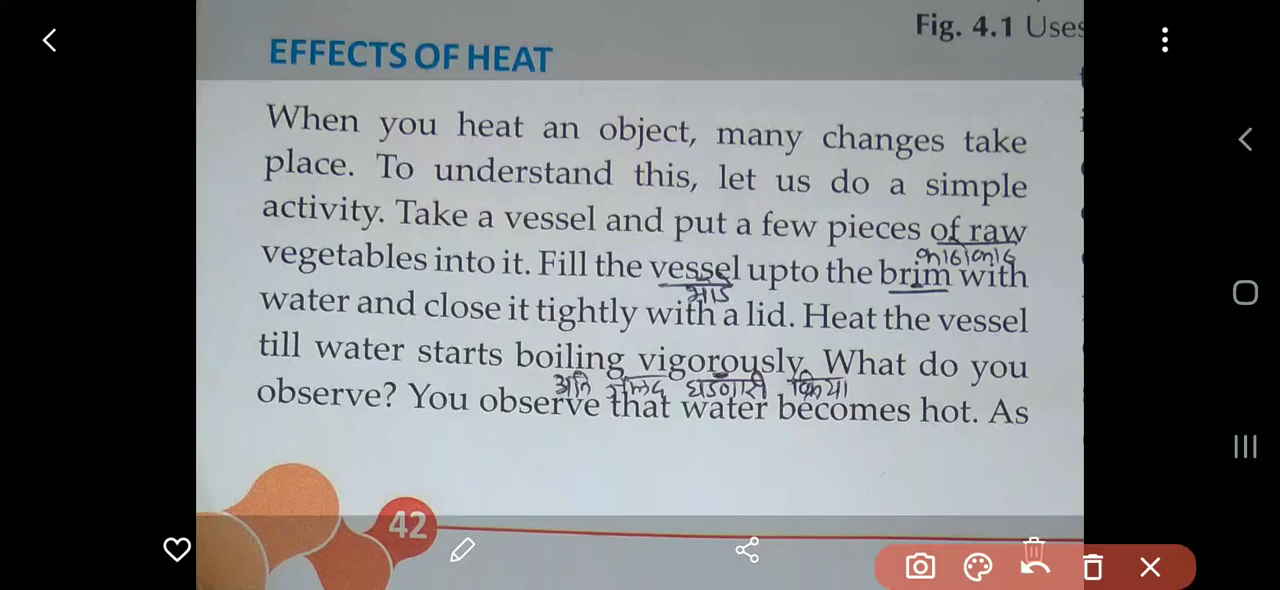 Fig. 4.1 Uses
EFFECTS OF HEAT
When you heat an object, many changes take
place. To understand this, let us do a simple
activity. Take a vessel and put a few pieces of raw
काठोकाठ
vegetables into it. Fill the vessel upto the brim with
भांडं
water and close it tightly with a lid. Heat the vessel
till water starts boiling vigorously. What do you
अति जलद घडणारी क्रिया
observe? You observe that water becomes hot. As
42